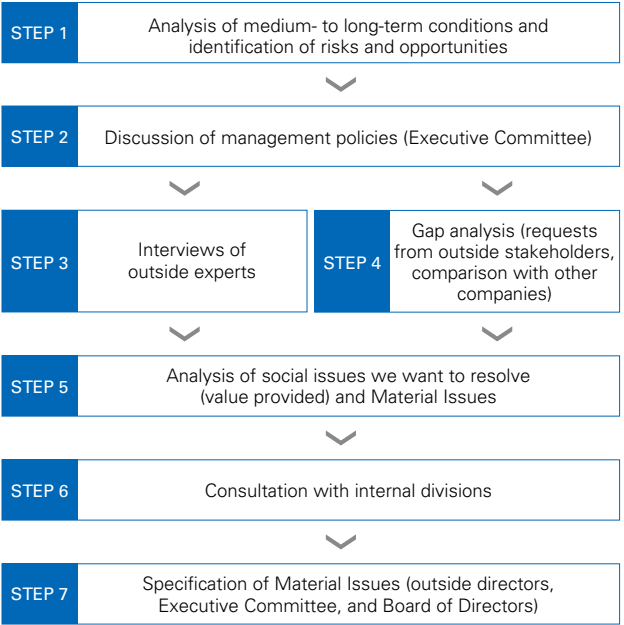 STEP 1
Analysis of medium- to long-term conditions and
identification of risks and opportunities
STEP 2
Discussion of management policies (Executive Committee)
STEP 3
Interviews of
outside experts
STEP 4
Gap analysis (requests
from outside stakeholders,
comparison with other
companies)
STEP 5
Analysis of social issues we want to resolve
(value provided) and Material Issues
STEP 6
Consultation with internal divisions
STEP 7
Specification of Material Issues (outside directors,
Executive Committee, and Board of Directors)